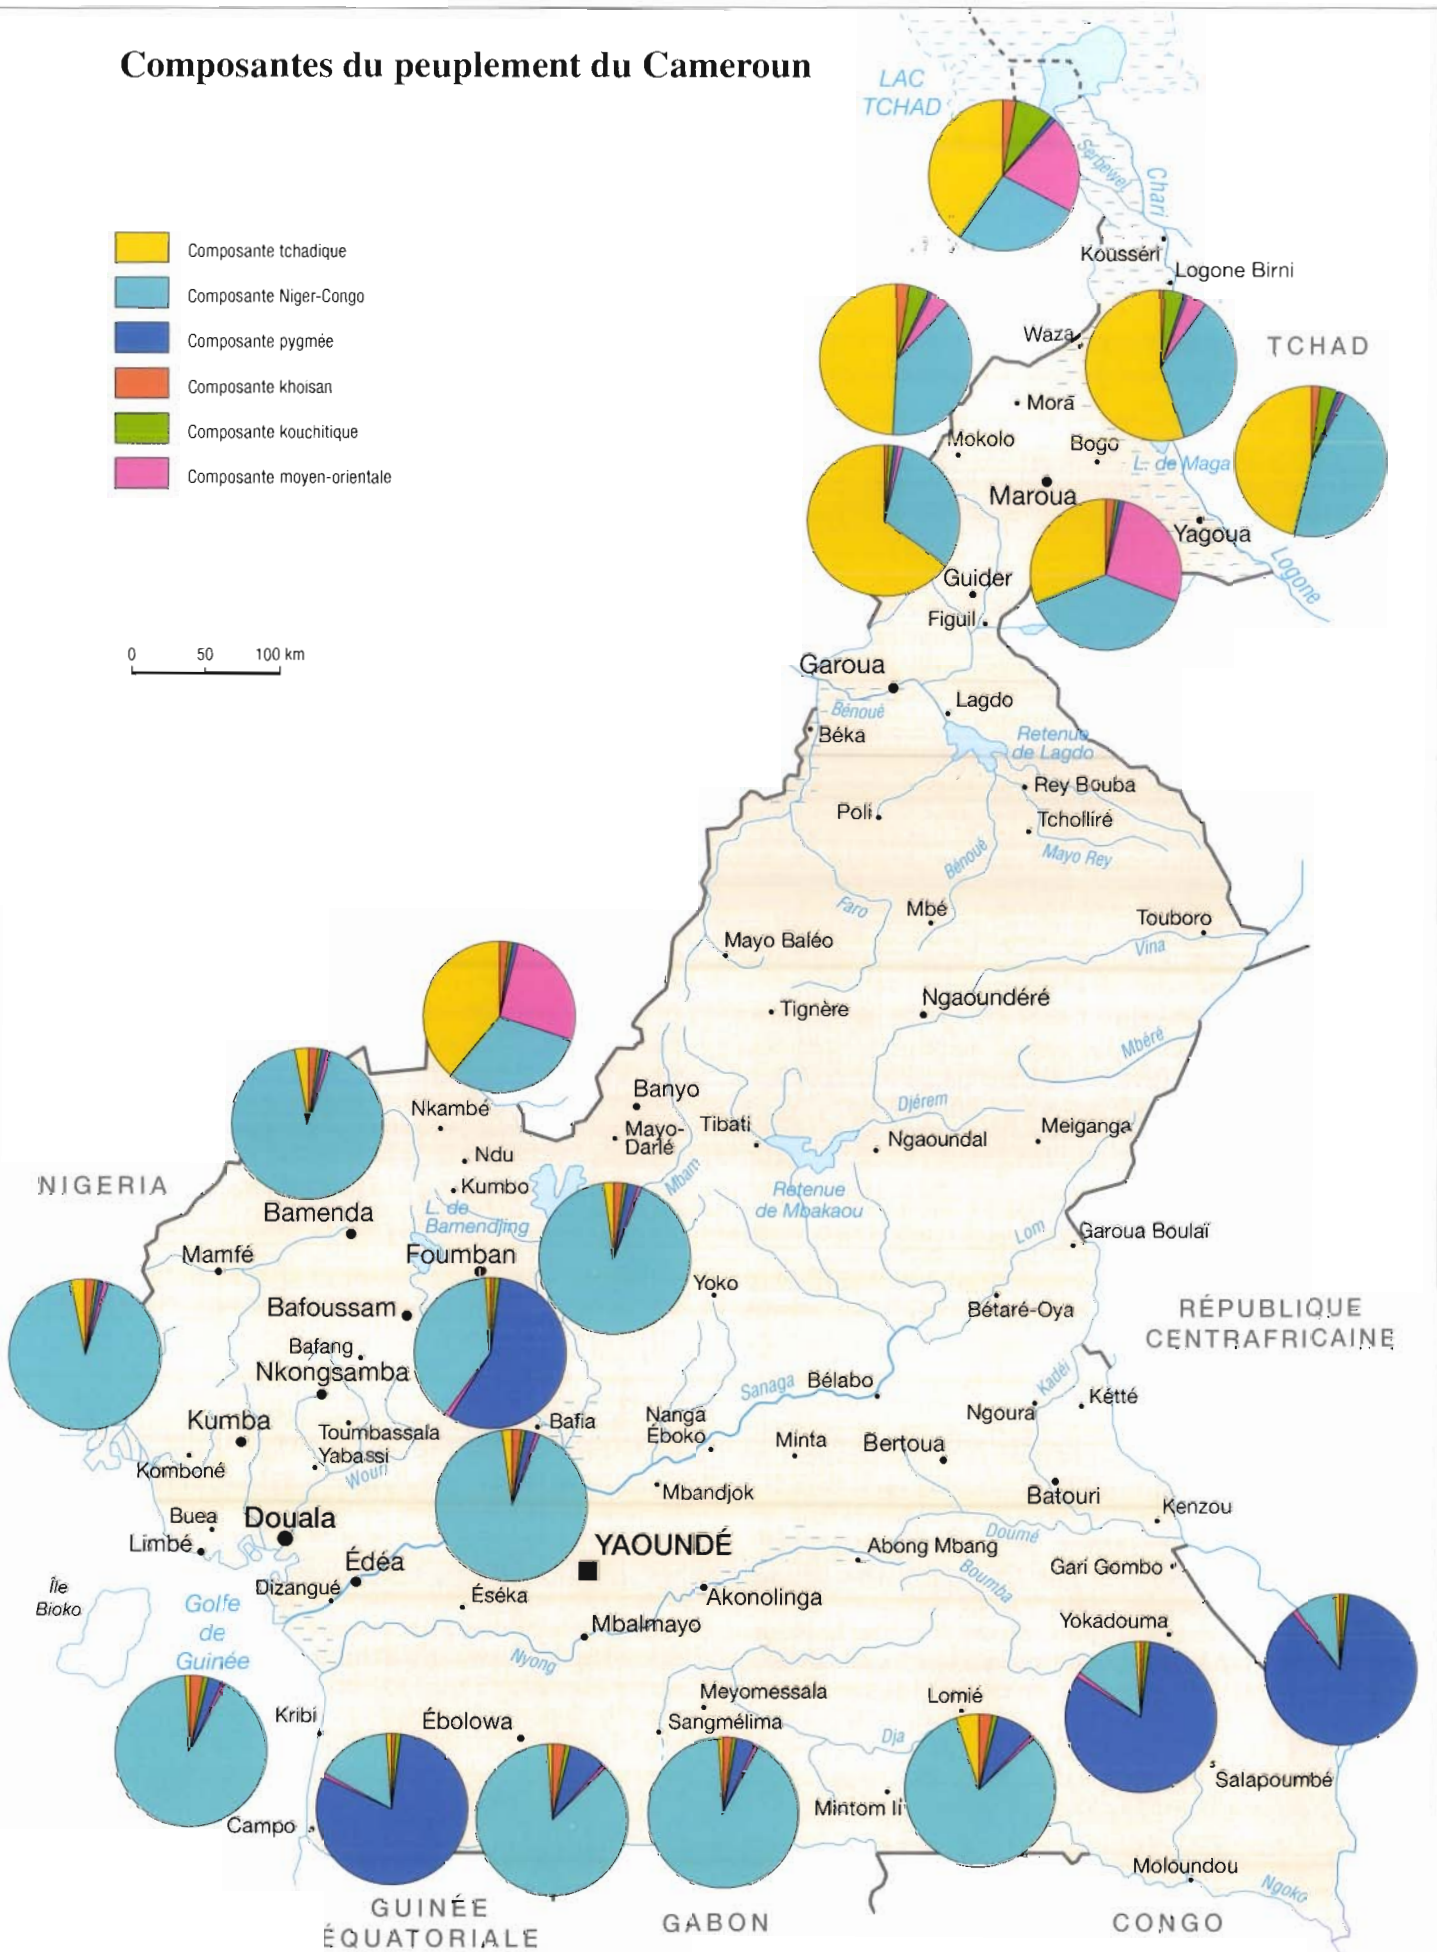 Composantes du peuplement du Cameroun
LAC
TCHAD
Serbewel
Chari
Composante tchadique
Composante Niger-Congo
Composante pygmée
Composante khoisan
Composante kouchitique
Composante moyen-orientale
Kousséri
Logone Birni
Waza
TCHAD
Mora
Mokolo
Bogo
L. de Maga
Maroua
Yagoua
Logone
Guider
Figuil
0 50 100 km
Garoua
Lagdo
Bénoué
Béka
Retenue
de Lagdo
Rey Bouba
Poli
Tcholliré
Bénoué
Mayo Rey
Faro
Mbé
Touboro
Mayo Baléo
Vina
Tignère
Ngaoundéré
Mbéré
Banyo
Nkambé
Mayo-
Darlé
Tibati
Djérem
Ngaoundal
Meiganga
Ndu
Kumbo
Mbam
NIGERIA
Retenue
de Mbakaou
L. de
Bamendjing
Bamenda
Lom
Garoua Boulaï
Mamfé
Foumban
Yoko
Bafoussam
Bétaré-Oya
RÉPUBLIQUE
CENTRAFRICAINE
Bafang
Nkongsamba
Sanaga
Bélabo
Kadéi
Kétté
Kumba
Toumbassala
Yabassi
Bafia
Nanga
Éboko
Minta
Bertoua
Ngoura
Komboné
Wouri
Mbandjok
Batouri
Kenzou
Buea
Douala
Limbé
YAOUNDÉ
Doumé
Abong Mbang
Gari Gombo
Édéa
Dizangué
Éséka
Akonolinga
Boumba
Île
Bioko
Golfe
de
Guinée
Mbalmayo
Yokadouma
Nyong
Kribi
Ébolowa
Meyomessala
Sangmélima
Lomié
Dja
Salapoumbé
Mintom II
Campo
Moloundou
Ngoko
GUINÉE
ÉQUATORIALE
GABON
CONGO